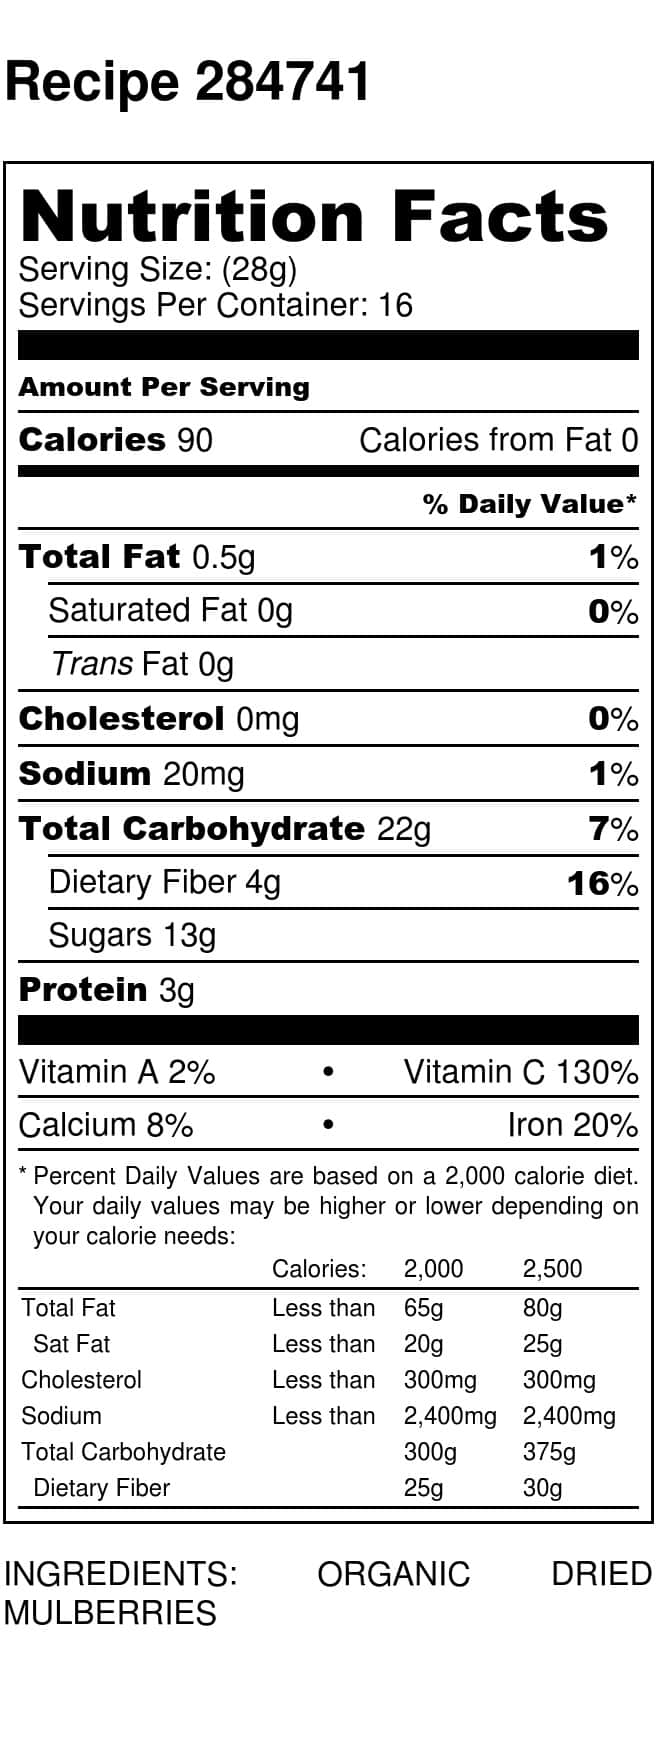 Recipe 284741
Nutrition Facts
Serving Size: (28g)
Servings Per Container: 16
Amount Per Serving
Calories 90 Calories from Fat 0
% Daily Value*
Total Fat 0.5g 1%
Saturated Fat 0g 0%
Trans Fat 0g
Cholesterol 0mg 0%
Sodium 20mg 1%
Total Carbohydrate 22g 7%
Dietary Fiber 4g 16%
Sugars 13g
Protein 3g
Vitamin A 2% • Vitamin C 130%
Calcium 8% • Iron 20%
* Percent Daily Values are based on a 2,000 calorie diet.
Your daily values may be higher or lower depending on
your calorie needs:
Calories: 2,000 2,500
Total Fat Less than 65g 80g
Sat Fat Less than 20g 25g
Cholesterol Less than 300mg 300mg
Sodium Less than 2,400mg 2,400mg
Total Carbohydrate 300g 375g
Dietary Fiber 25g 30g
INGREDIENTS: ORGANIC DRIED
MULBERRIES